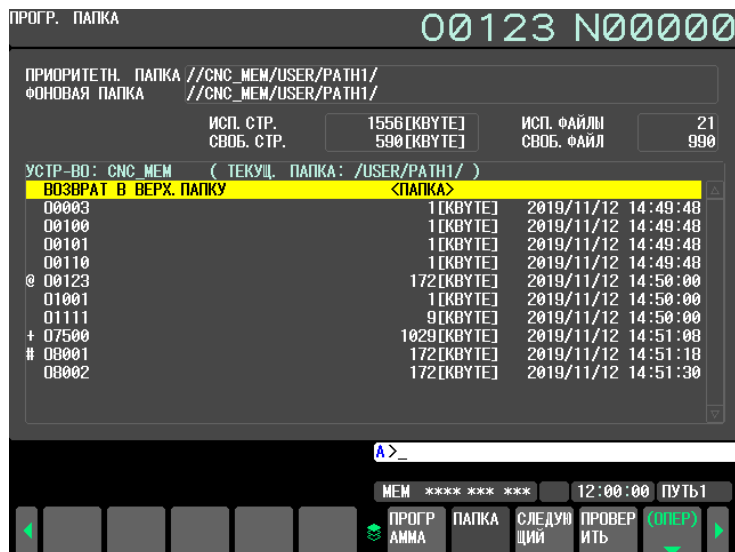 ПРОГР. ПАПКА O0123 N00000
ПРИОРИТЕТН. ПАПКА //CNC_MEM/USER/PATH1/
ФОНОВАЯ ПАПКА //CNC_MEM/USER/PATH1/
ИСП. СТР. 1556[KBYTE] ИСП. ФАЙЛЫ 21
СВОБ. СТР. 590[KBYTE] СВОБ. ФАЙЛ 990
УСТР-ВО: CNC_MEM ( ТЕКУЩ. ПАПКА: /USER/PATH1/ )
ВОЗВРАТ В ВЕРХ.ПАПКУ <ПАПКА>
O0003 1[KBYTE] 2019/11/12 14:49:48
O0100 1[KBYTE] 2019/11/12 14:49:48
O0101 1[KBYTE] 2019/11/12 14:49:48
O0110 1[KBYTE] 2019/11/12 14:49:48
@ O0123 172[KBYTE] 2019/11/12 14:50:00
O1001 1[KBYTE] 2019/11/12 14:50:00
O1111 9[KBYTE] 2019/11/12 14:50:00
+ O7500 1029[KBYTE] 2019/11/12 14:51:08
# O8001 172[KBYTE] 2019/11/12 14:51:18
O8002 172[KBYTE] 2019/11/12 14:51:30
A>_
MEM **** *** *** 12:00:00 ПУТЬ1
ПРОГР ПАПКА СЛЕДУЮ ПРОВЕР (ОПЕР)
АММА ЩИЙ ИТЬ